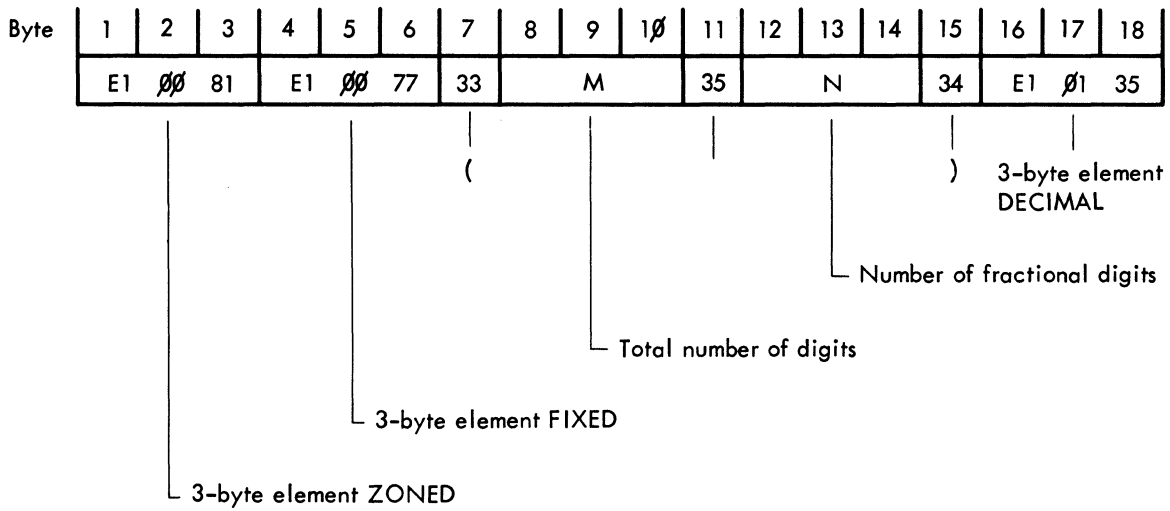 Byte 1 2 3 4 5 6 7 8 9 1Ø 11 12 13 14 15 16 17 18
E1 ØØ 81 E1 ØØ 77 33 M 35 N 34 E1 Ø1 35
( ) 3-byte element
DECIMAL
Number of fractional digits
Total number of digits
3-byte element FIXED
3-byte element ZONED